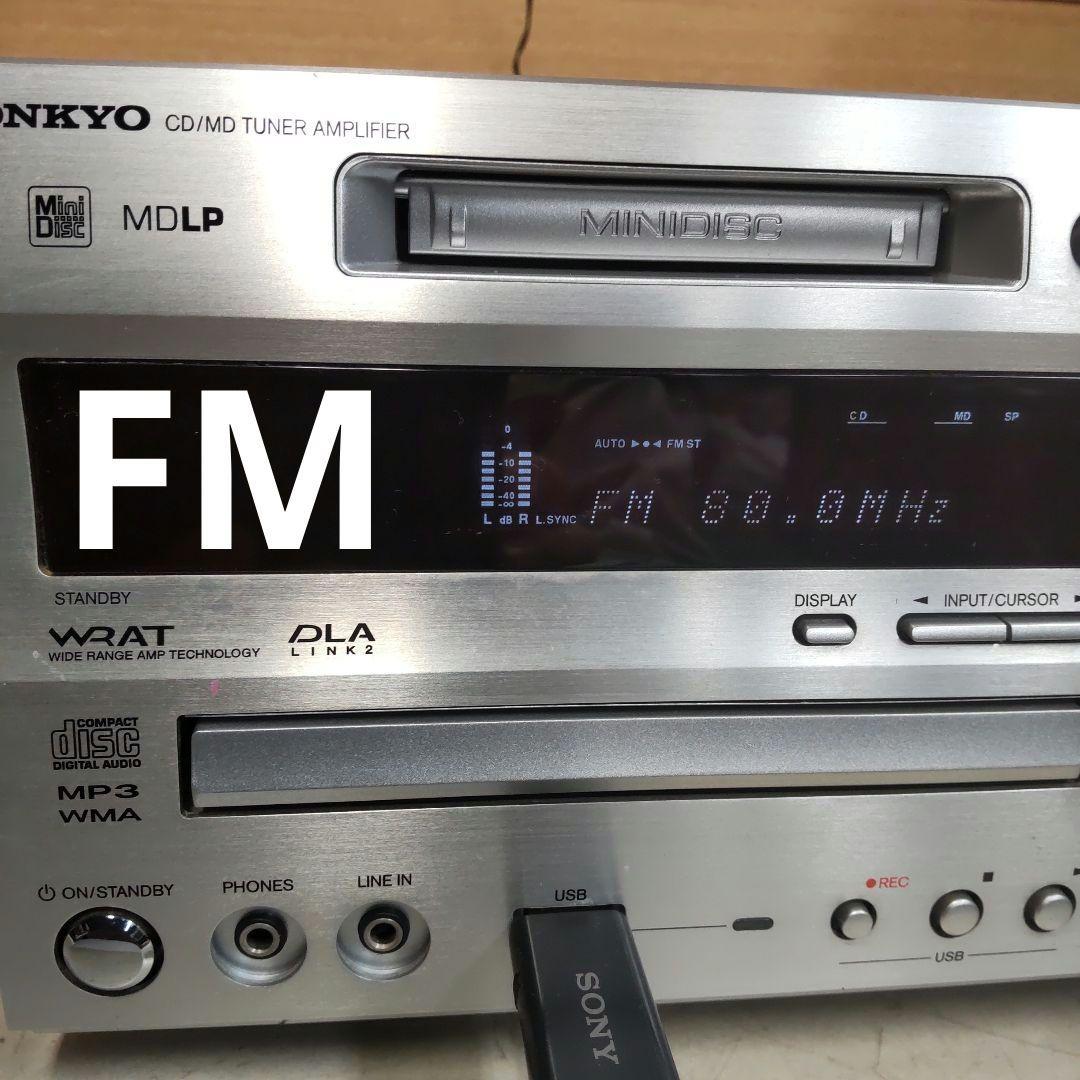 ONKYO CD/MD TUNER AMPLIFIER
Mini Disc MDLP
MINIDISC
FM
CD MD SP
AUTO ▶●◀ FM ST
0
-4
-10
-20
-40
-∞
L dB R L.SYNC
FM 80.0MHz
STANDBY
DISPLAY ◄ INPUT/CURSOR ►
WRAT
WIDE RANGE AMP TECHNOLOGY
DLA
LINK2
COMPACT
disc
DIGITAL AUDIO
MP3
WMA
ON/STANDBY PHONES LINE IN USB ●REC ■
USB
SONY